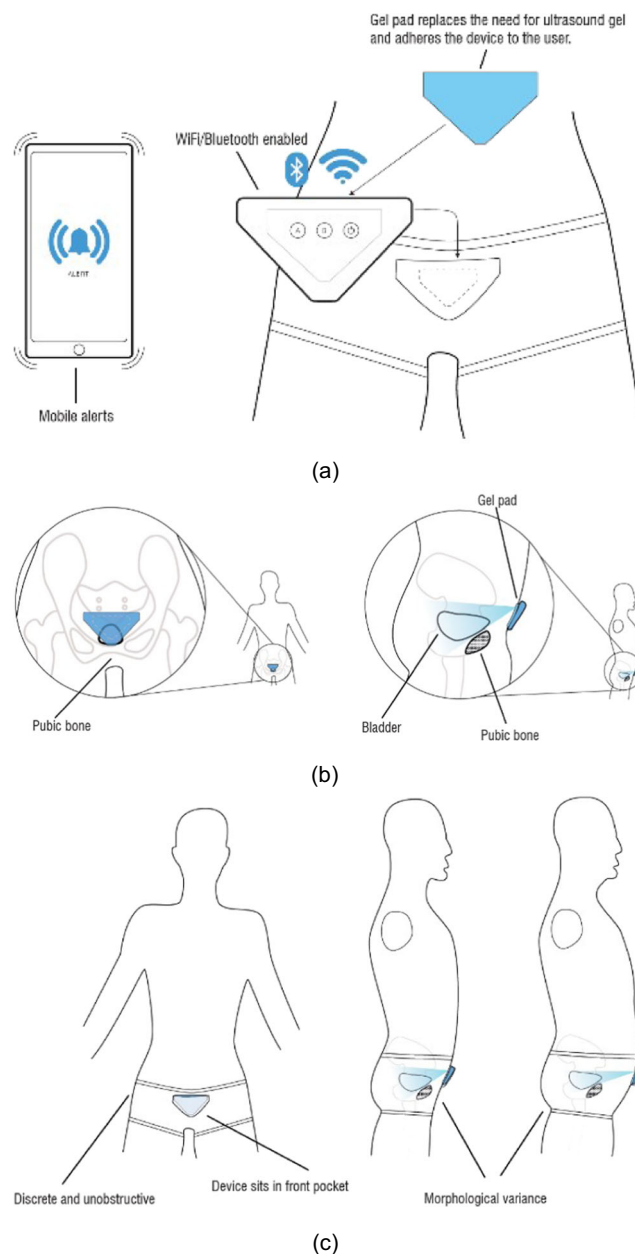 Gel pad replaces the need for ultrasound gel
and adheres the device to the user.
WiFi/Bluetooth enabled
A B
ALERT
Mobile alerts
(a)
Gel pad
Pubic bone
Bladder
Pubic bone
(b)
Discrete and unobstructive
Device sits in front pocket
Morphological variance
(c)